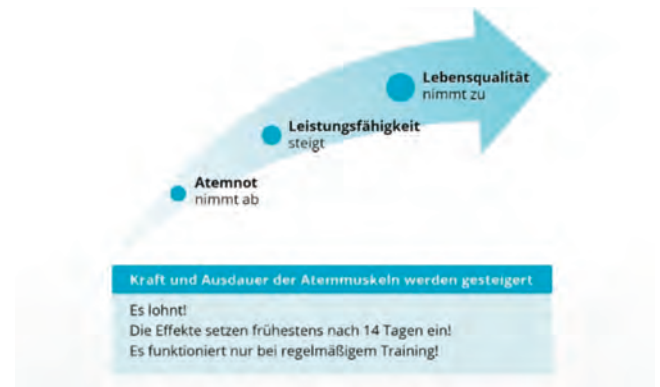 Lebensqualität
nimmt zu
Leistungsfähigkeit
steigt
Atemnot
nimmt ab
Kraft und Ausdauer der Atemmuskeln werden gesteigert
Es lohnt!
Die Effekte setzen frühestens nach 14 Tagen ein!
Es funktioniert nur bei regelmäßigem Training!